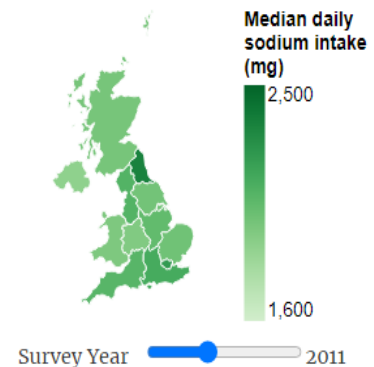 Median daily
sodium intake
(mg)
2,500
1,600
Survey Year 2011